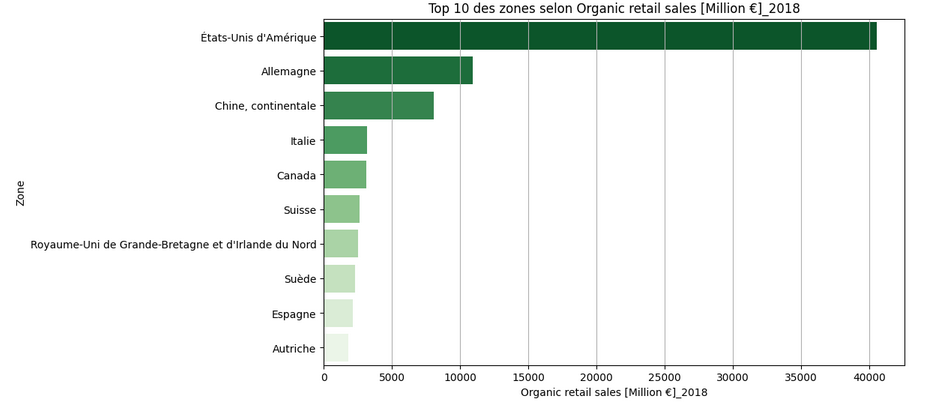 Top 10 des zones selon Organic retail sales [Million €]_2018
États-Unis d'Amérique
Allemagne
Chine, continentale
Italie
Canada
Suisse
Royaume-Uni de Grande-Bretagne et d'Irlande du Nord
Suède
Espagne
Autriche
Zone
0 5000 10000 15000 20000 25000 30000 35000 40000
Organic retail sales [Million €]_2018